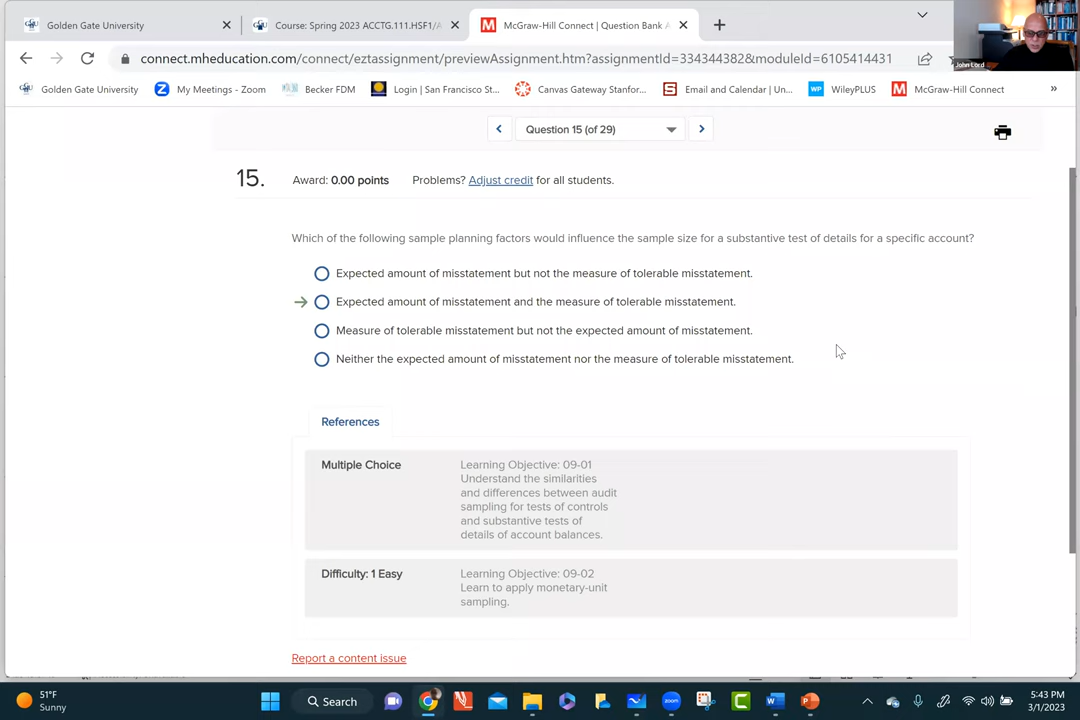 Golden Gate University
Course: Spring 2023 ACCTG.111.HSF1/
McGraw-Hill Connect | Question Bank A
connect.mheducation.com/connect/eztassignment/previewAssignment.htm?assignmentId=334344382&moduleId=6105414431
John Lord
Golden Gate University
My Meetings - Zoom
Becker FDM
Login | San Francisco St...
Canvas Gateway Stanfor...
Email and Calendar | Un...
WileyPLUS
McGraw-Hill Connect
»
Question 15 (of 29)
15. Award: 0.00 points Problems? Adjust credit for all students.
Which of the following sample planning factors would influence the sample size for a substantive test of details for a specific account?
Expected amount of misstatement but not the measure of tolerable misstatement.
Expected amount of misstatement and the measure of tolerable misstatement.
Measure of tolerable misstatement but not the expected amount of misstatement.
Neither the expected amount of misstatement nor the measure of tolerable misstatement.
References
Multiple Choice
Learning Objective: 09-01
Understand the similarities
and differences between audit
sampling for tests of controls
and substantive tests of
details of account balances.
Difficulty: 1 Easy
Learning Objective: 09-02
Learn to apply monetary-unit
sampling.
Report a content issue
51°F
Sunny
Search
5:43 PM
3/1/2023